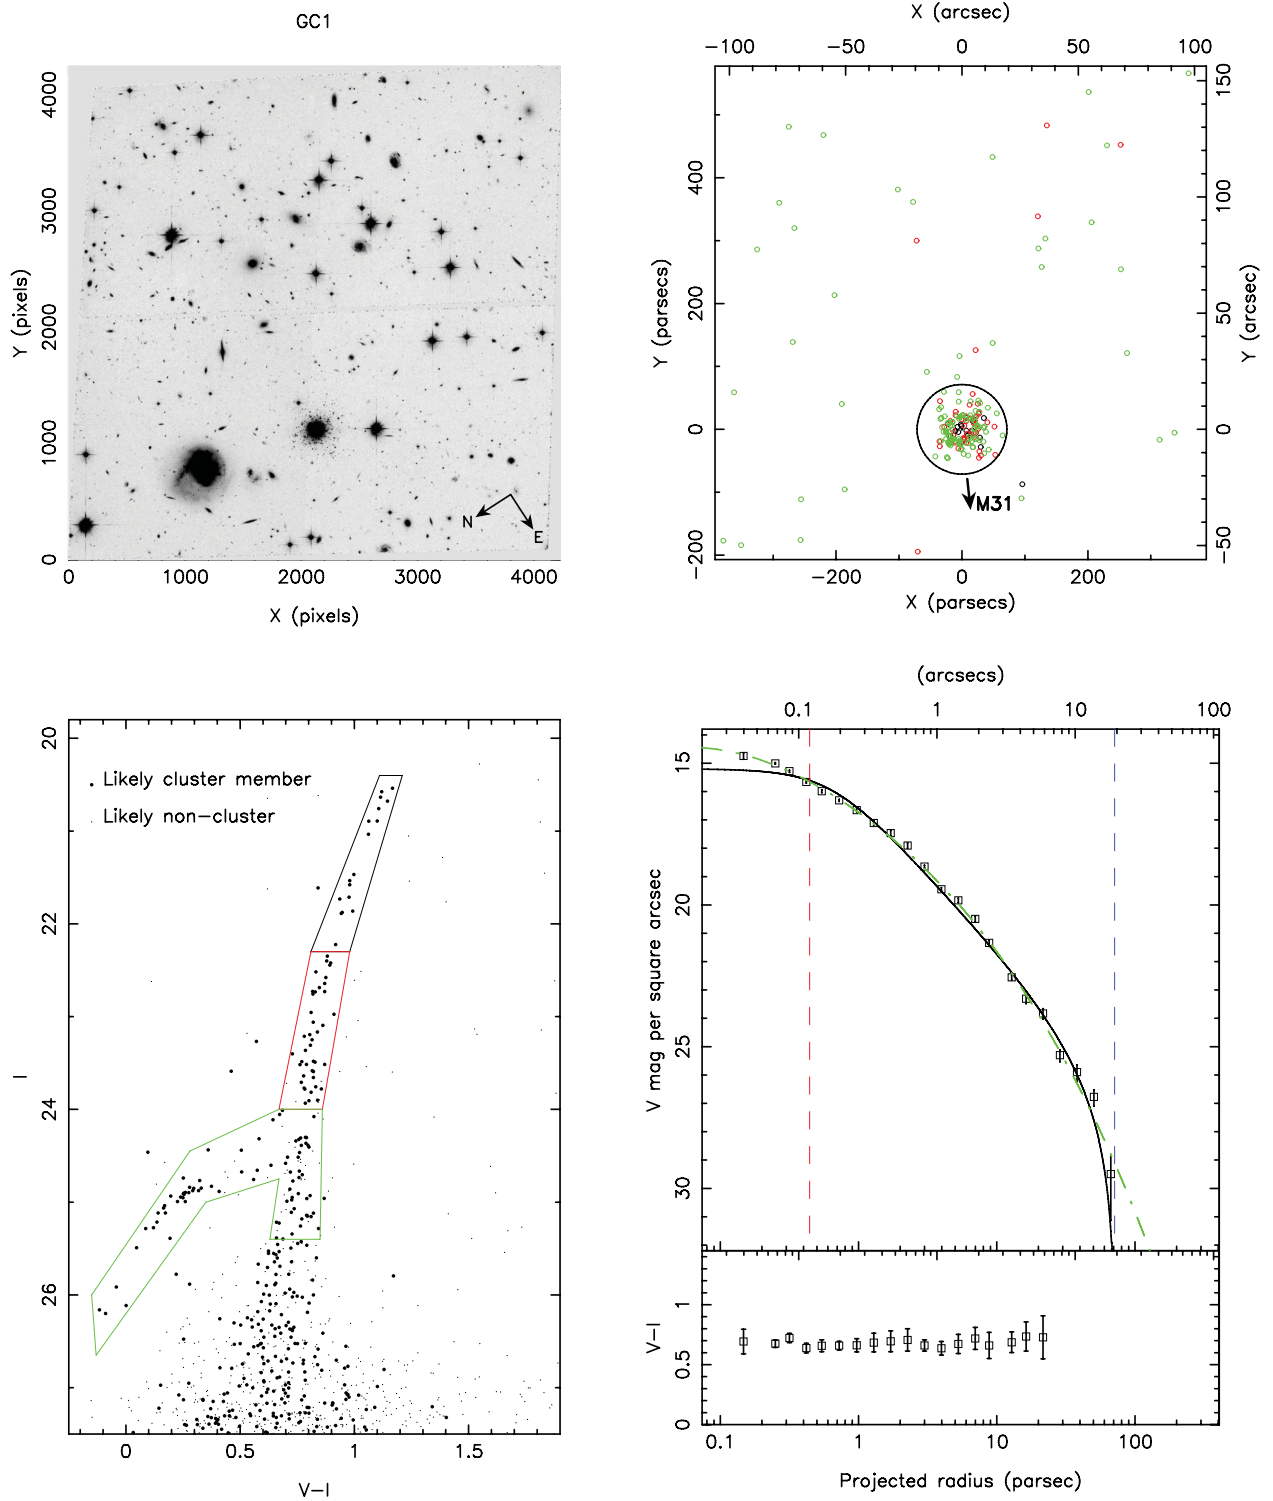 GC1
Y (pixels)
4000
3000
2000
1000
0
0 1000 2000 3000 4000
X (pixels)
N
E
X (arcsec)
−100 −50 0 50 100
Y (parsecs)
400
200
0
−200
150
100
50
0
−50
Y (arcsec)
M31
−200 0 200
X (parsecs)
I
20
22
24
26
Likely cluster member
Likely non-cluster
0 0.5 1 1.5
V−I
(arcsecs)
0.1 1 10 100
V mag per square arcsec
15
20
25
30
V−I
1
0.5
0
0.1 1 10 100
Projected radius (parsec)